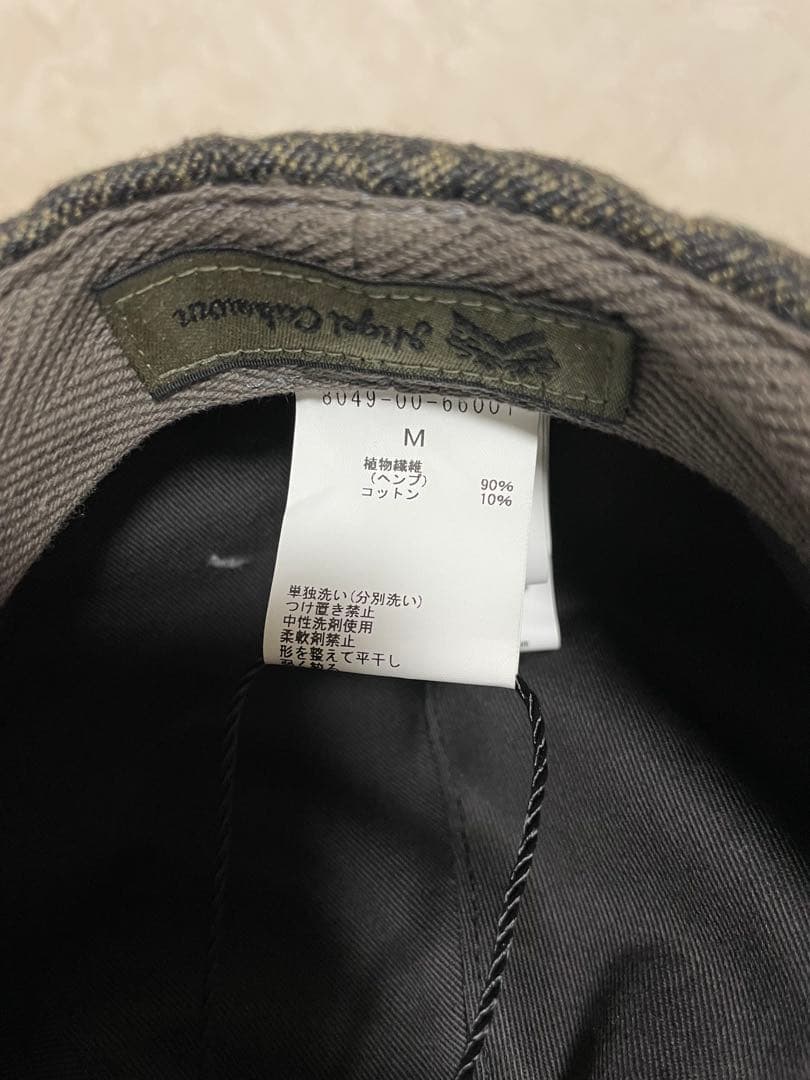 Nigel Cabourn
8049-00-66001
M
植物繊維
(ヘンプ) 90%
コットン 10%
単独洗い(分別洗い)
つけ置き禁止
中性洗剤使用
柔軟剤禁止
形を整えて平干し